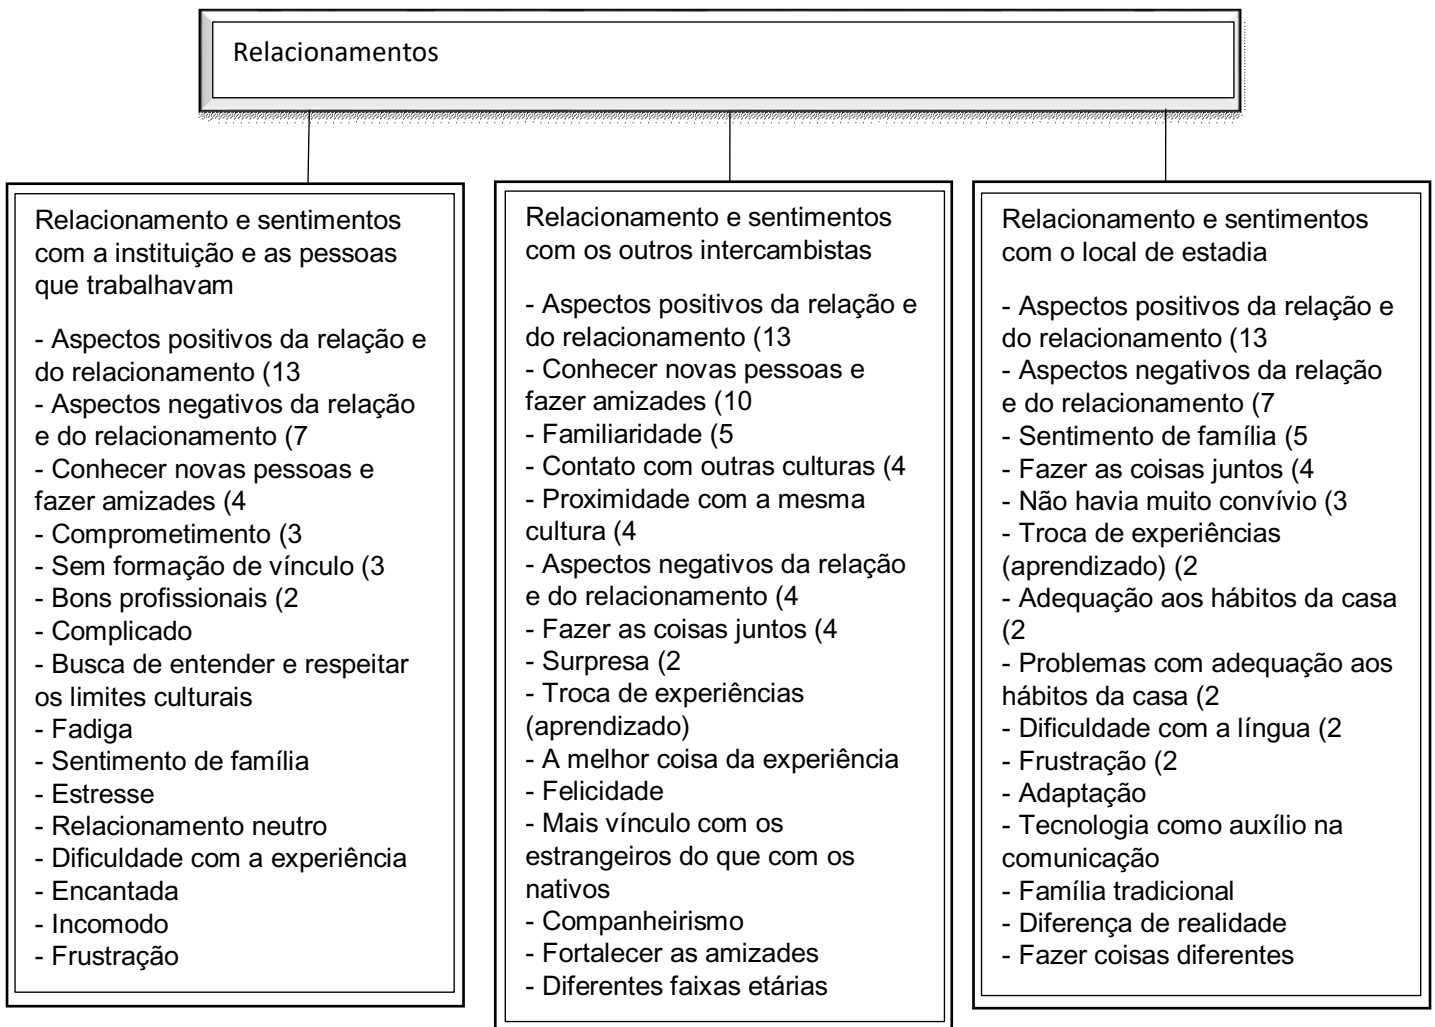 Relacionamentos
Relacionamento e sentimentos
com a instituição e as pessoas
que trabalhavam
- Aspectos positivos da relação e
do relacionamento (13
- Aspectos negativos da relação
e do relacionamento (7
- Conhecer novas pessoas e
fazer amizades (4
- Comprometimento (3
- Sem formação de vínculo (3
- Bons profissionais (2
- Complicado
- Busca de entender e respeitar
os limites culturais
- Fadiga
- Sentimento de família
- Estresse
- Relacionamento neutro
- Dificuldade com a experiência
- Encantada
- Incomodo
- Frustração
Relacionamento e sentimentos
com os outros intercambistas
- Aspectos positivos da relação e
do relacionamento (13
- Conhecer novas pessoas e
fazer amizades (10
- Familiaridade (5
- Contato com outras culturas (4
- Proximidade com a mesma
cultura (4
- Aspectos negativos da relação
e do relacionamento (4
- Fazer as coisas juntos (4
- Surpresa (2
- Troca de experiências
(aprendizado)
- A melhor coisa da experiência
- Felicidade
- Mais vínculo com os
estrangeiros do que com os
nativos
- Companheirismo
- Fortalecer as amizades
- Diferentes faixas etárias
Relacionamento e sentimentos
com o local de estadia
- Aspectos positivos da relação e
do relacionamento (13
- Aspectos negativos da relação
e do relacionamento (7
- Sentimento de família (5
- Fazer as coisas juntos (4
- Não havia muito convívio (3
- Troca de experiências
(aprendizado) (2
- Adequação aos hábitos da casa
(2
- Problemas com adequação aos
hábitos da casa (2
- Dificuldade com a língua (2
- Frustração (2
- Adaptação
- Tecnologia como auxílio na
comunicação
- Família tradicional
- Diferença de realidade
- Fazer coisas diferentes